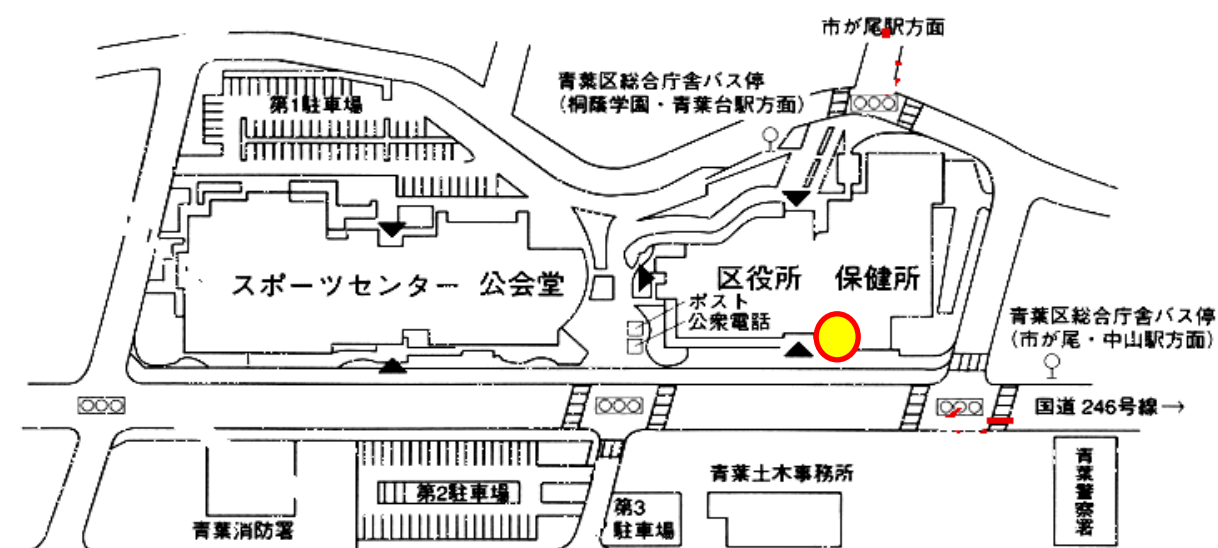 市が尾駅方面
青葉区総合庁舎バス停
(桐蔭学園・青葉台駅方面)
第1駐車場
スポーツセンター 公会堂
区役所 保健所
ポスト
公衆電話
青葉区総合庁舎バス停
(市が尾・中山駅方面)
国道246号線→
青葉消防署
第2駐車場
第3
駐車場
青葉土木事務所
青葉警察署